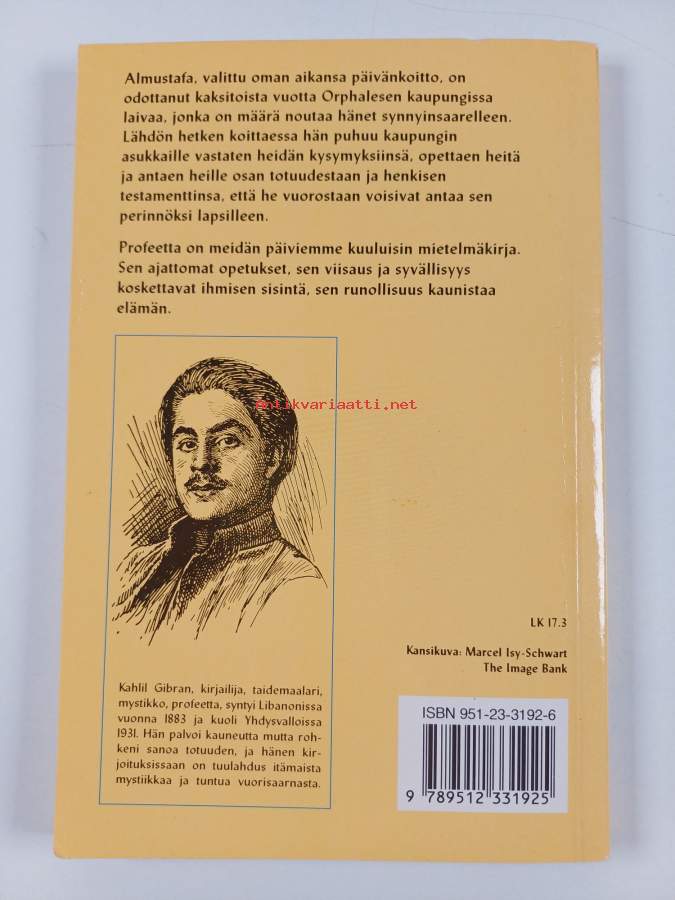 Almustafa, valittu oman aikansa päivänkoitto, on
odottanut kaksitoista vuotta Orphalesen kaupungissa
laivaa, jonka on määrä noutaa hänet synnyinsaarelleen.
Lähdön hetken koittaessa hän puhuu kaupungin
asukkaille vastaten heidän kysymyksiinsä, opettaen heitä
ja antaen heille osan totuudestaan ja henkisen
testamenttinsa, että he vuorostaan voisivat antaa sen
perinnöksi lapsilleen.
Profeetta on meidän päiviemme kuuluisin mietelmäkirja.
Sen ajattomat opetukset, sen viisaus ja syvällisyys
koskettavat ihmisen sisintä, sen runollisuus kaunistaa
elämän.
antikvariaatti.net
Kahlil Gibran, kirjailija, taidemaalari,
mystikko, profeetta, syntyi Libanonissa
vuonna 1883 ja kuoli Yhdysvalloissa
1931. Hän palvoi kauneutta mutta roh-
keni sanoa totuuden, ja hänen kir-
joituksissaan on tuulahdus itämaista
mystiikkaa ja tuntua vuorisaarnasta.
LK 17.3
Kansikuva: Marcel Isy-Schwart
The Image Bank
ISBN 951-23-3192-6
9 789512 331925